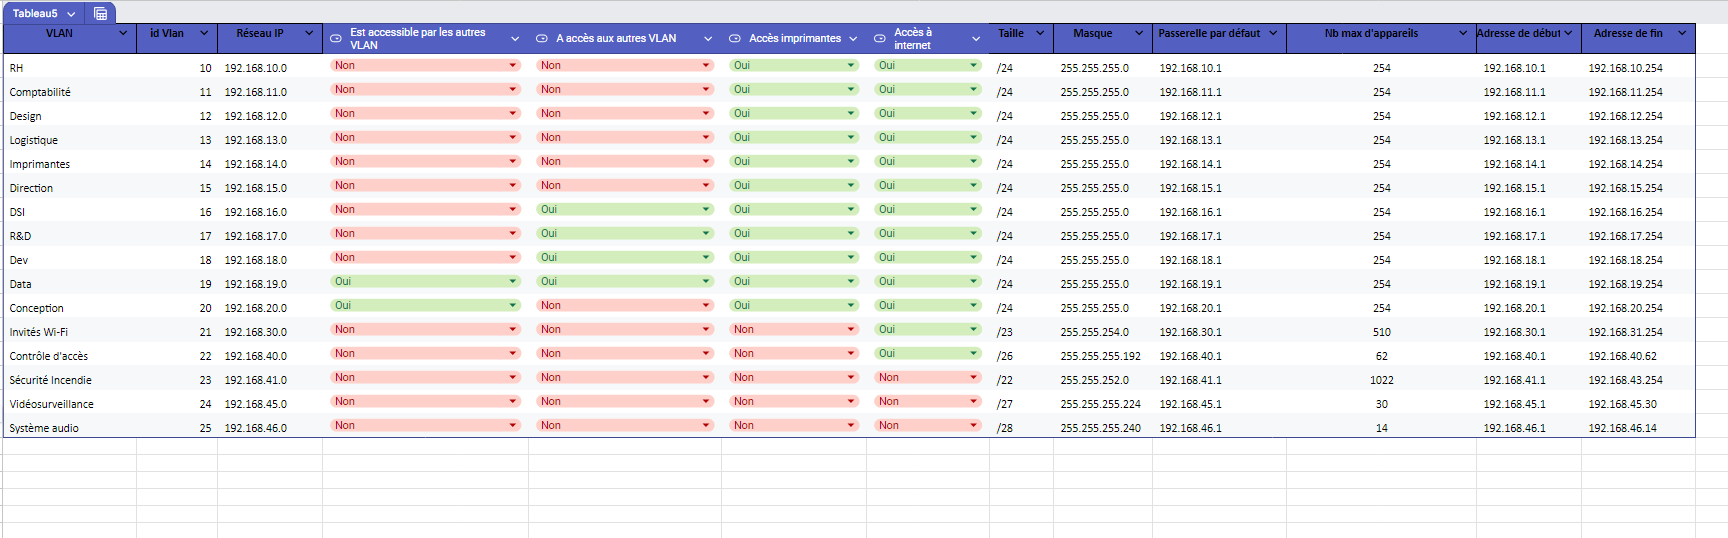 Tableau5
VLAN id Vlan Réseau IP Est accessible par les autres VLAN A accès aux autres VLAN Accès imprimantes Accès à internet Taille Masque Passerelle par défaut Nb max d'appareils Adresse de début Adresse de fin
RH 10 192.168.10.0 Non Non Oui Oui /24 255.255.255.0 192.168.10.1 254 192.168.10.1 192.168.10.254
Comptabilité 11 192.168.11.0 Non Non Oui Oui /24 255.255.255.0 192.168.11.1 254 192.168.11.1 192.168.11.254
Design 12 192.168.12.0 Non Non Oui Oui /24 255.255.255.0 192.168.12.1 254 192.168.12.1 192.168.12.254
Logistique 13 192.168.13.0 Non Non Oui Oui /24 255.255.255.0 192.168.13.1 254 192.168.13.1 192.168.13.254
Imprimantes 14 192.168.14.0 Non Non Oui Oui /24 255.255.255.0 192.168.14.1 254 192.168.14.1 192.168.14.254
Direction 15 192.168.15.0 Non Non Oui Oui /24 255.255.255.0 192.168.15.1 254 192.168.15.1 192.168.15.254
DSI 16 192.168.16.0 Non Oui Oui Oui /24 255.255.255.0 192.168.16.1 254 192.168.16.1 192.168.16.254
R&D 17 192.168.17.0 Non Oui Oui Oui /24 255.255.255.0 192.168.17.1 254 192.168.17.1 192.168.17.254
Dev 18 192.168.18.0 Non Oui Oui Oui /24 255.255.255.0 192.168.18.1 254 192.168.18.1 192.168.18.254
Data 19 192.168.19.0 Oui Oui Oui Oui /24 255.255.255.0 192.168.19.1 254 192.168.19.1 192.168.19.254
Conception 20 192.168.20.0 Oui Non Oui Oui /24 255.255.255.0 192.168.20.1 254 192.168.20.1 192.168.20.254
Invités Wi-Fi 21 192.168.30.0 Non Non Non Oui /23 255.255.254.0 192.168.30.1 510 192.168.30.1 192.168.31.254
Contrôle d'accès 22 192.168.40.0 Non Non Non Oui /26 255.255.255.192 192.168.40.1 62 192.168.40.1 192.168.40.62
Sécurité Incendie 23 192.168.41.0 Non Non Non Non /22 255.255.252.0 192.168.41.1 1022 192.168.41.1 192.168.43.254
Vidéosurveillance 24 192.168.45.0 Non Non Non Non /27 255.255.255.224 192.168.45.1 30 192.168.45.1 192.168.45.30
Système audio 25 192.168.46.0 Non Non Non Non /28 255.255.255.240 192.168.46.1 14 192.168.46.1 192.168.46.14